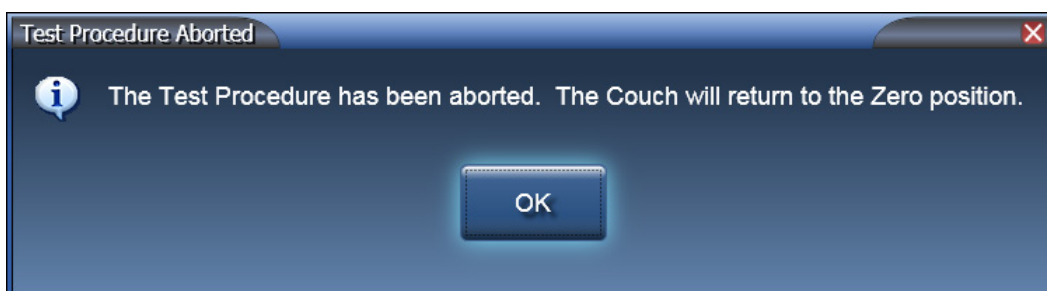 Test Procedure Aborted
The Test Procedure has been aborted.  The Couch will return to the Zero position.
OK